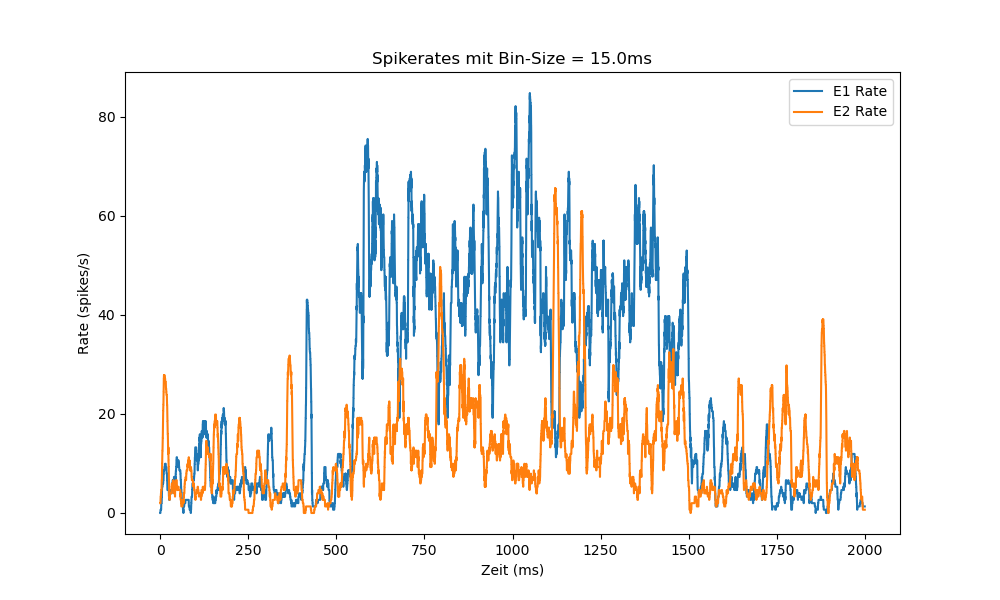 Spikerates mit Bin-Size = 15.0ms
E1 Rate
E2 Rate
Rate (spikes/s)
80
60
40
20
0
0 250 500 750 1000 1250 1500 1750 2000
Zeit (ms)